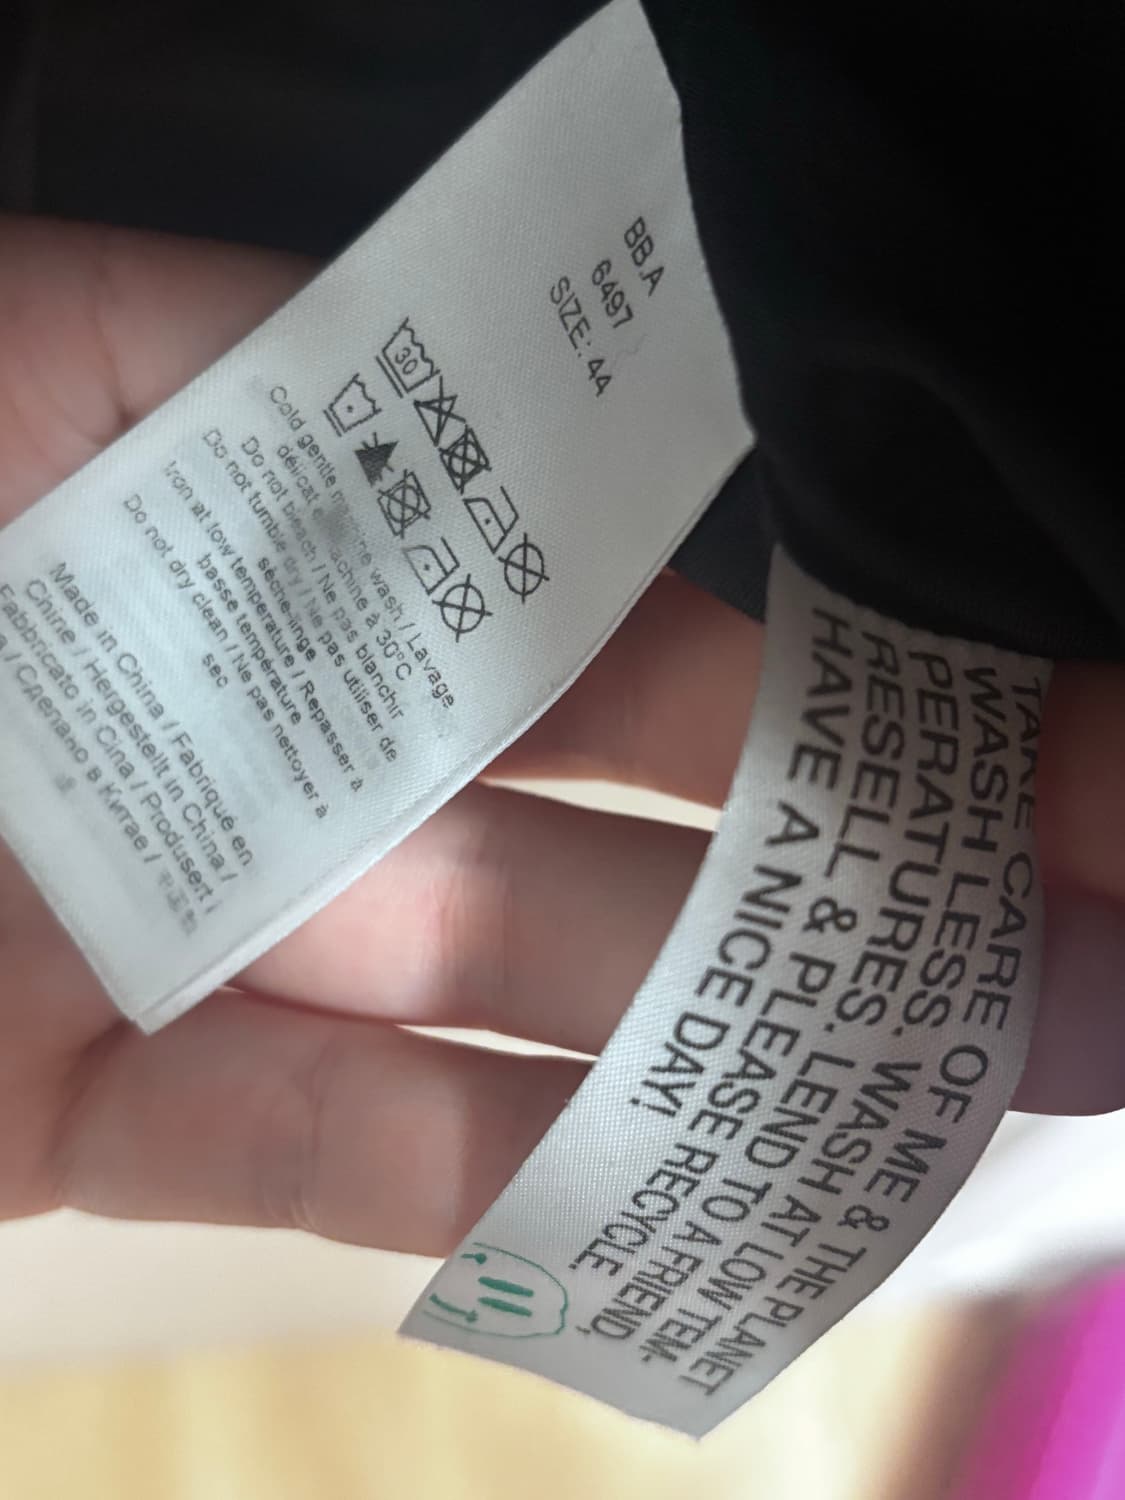 BB.A
6497
SIZE: 44
30
Cold gentle machine wash / Lavage
délicat en machine à 30°C
Do not bleach / Ne pas blanchir
Do not tumble dry / Ne pas utiliser de
sèche-linge
Iron at low temperature / Repasser à
basse température
Do not dry clean / Ne pas nettoyer à
sec
Made in China / Fabriqué en
Chine / Hergestellt in China /
Fabbricato in Cina / Produsert i
/ Сделано в Китае /
TAKE CARE OF ME & THE PLANET
WASH LESS. WASH AT LOW TEM-
PERATURES. LEND TO A FRIEND,
RESELL & PLEASE RECYCLE.
HAVE A NICE DAY!